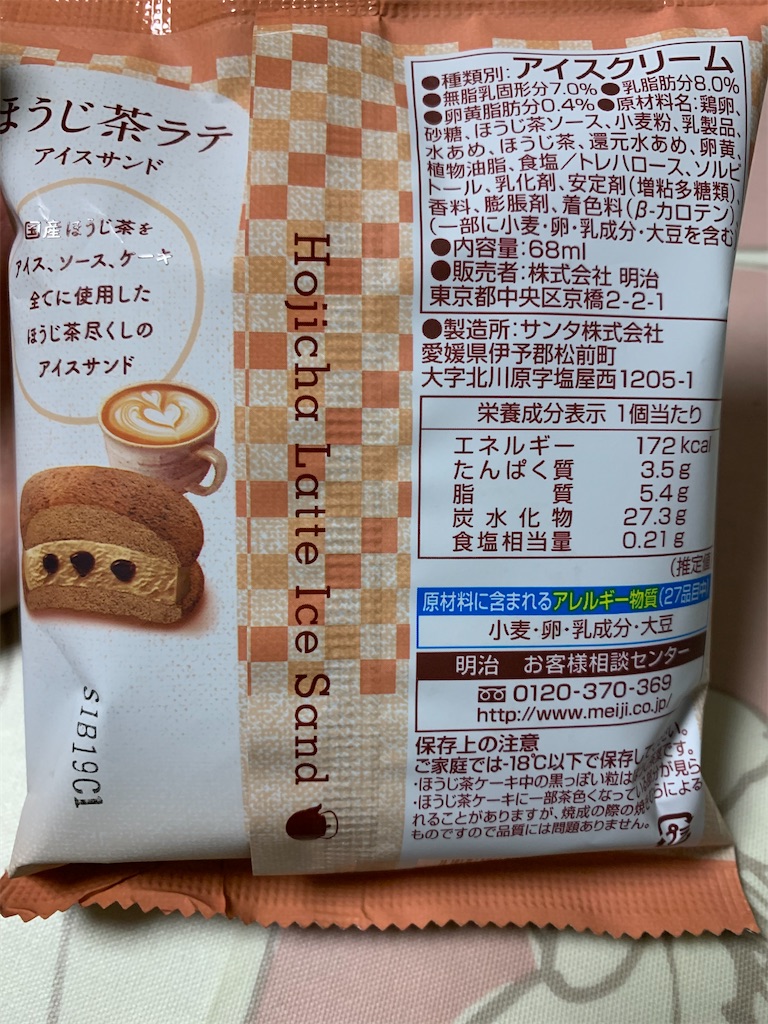 ほうじ茶ラテ
アイスサンド
国産ほうじ茶を
アイス、ソース、ケーキ
全てに使用した
ほうじ茶尽くしの
アイスサンド
SIB19C1
Hojicha Latte Ice Sand
●種類別:アイスクリーム
●無脂乳固形分7.0%●乳脂肪分8.0%
●卵黄脂肪分0.4%●原材料名:鶏卵、
砂糖、ほうじ茶ソース、小麦粉、乳製品、
水あめ、ほうじ茶、還元水あめ、卵黄、
植物油脂、食塩/トレハロース、ソルビ
トール、乳化剤、安定剤(増粘多糖類)、
香料、膨脹剤、着色料(β-カロテン)、
(一部に小麦・卵・乳成分・大豆を含む)
●内容量:68ml
●販売者:株式会社 明治
東京都中央区京橋2-2-1
●製造所:サンタ株式会社
愛媛県伊予郡松前町
大字北川原字塩屋西1205-1
栄養成分表示 1個当たり
エネルギー 172kcal
たんぱく質 3.5g
脂質 5.4g
炭水化物 27.3g
食塩相当量 0.21g
(推定値
原材料に含まれるアレルギー物質(27品目中
小麦・卵・乳成分・大豆
明治 お客様相談センター
0120-370-369
http://www.meiji.co.jp/
保存上の注意
ご家庭では-18℃以下で保存し
・ほうじ茶ケーキ中の黒っぽい粒は です。
・ほうじ茶ケーキに一部茶色くなって が見ら
れることがありますが、焼成の際の による
ものですので品質には問題ありません。
プラ